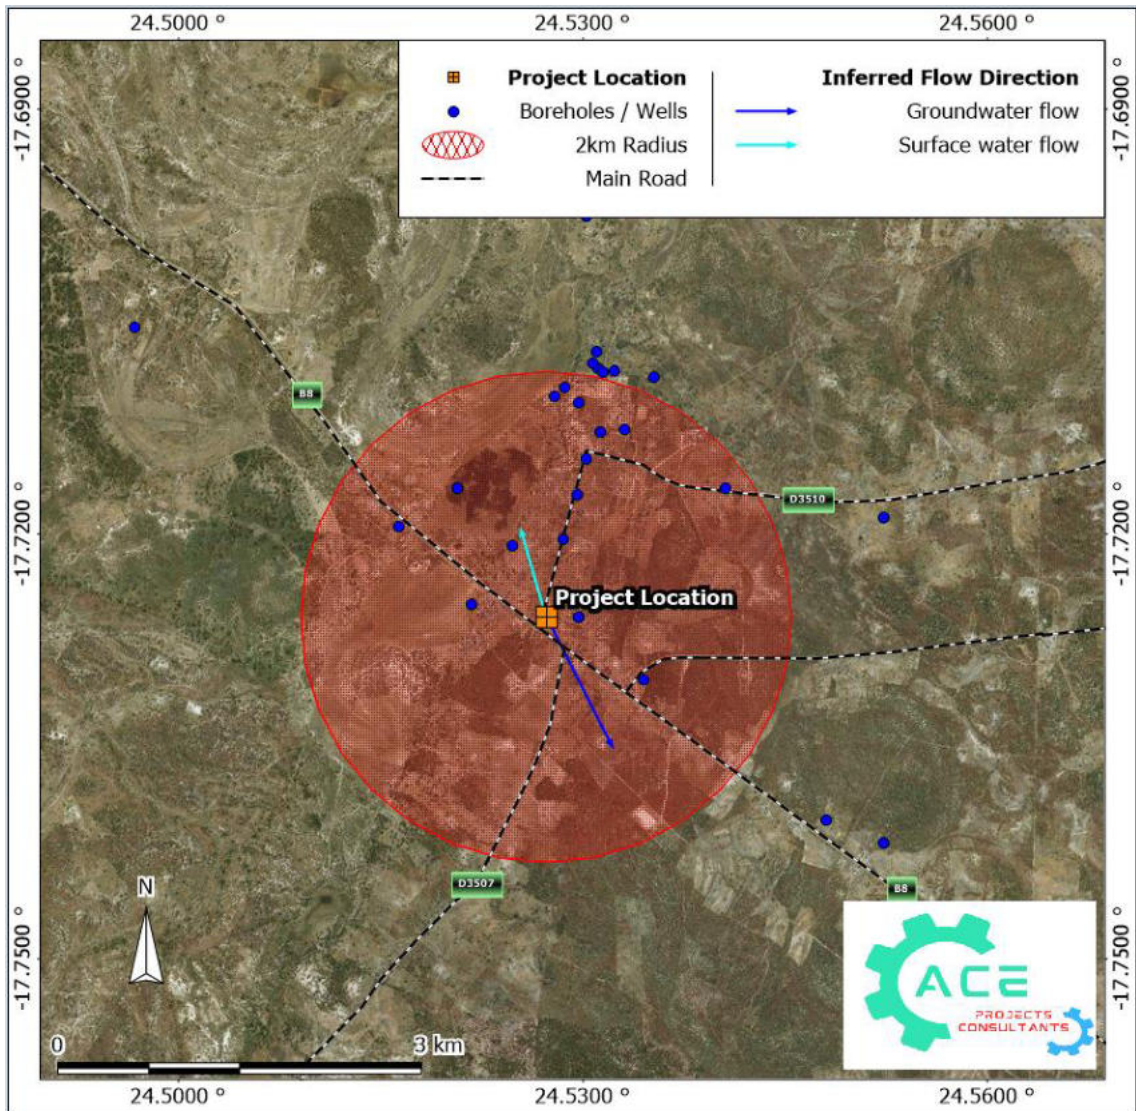 24.5000 °
24.5300 °
24.5600 °
-17.6900 °
-17.6900 °
Project Location
Inferred Flow Direction
Boreholes / Wells
Groundwater flow
2km Radius
Surface water flow
Main Road
B8
D3510
-17.7200 °
-17.7200 °
Project Location
D3507
B8
N
-17.7500 °
-17.7500 °
ACE
PROJECTS
CONSULTANTS
0
3 km
24.5000 °
24.5300 °
24.5600 °